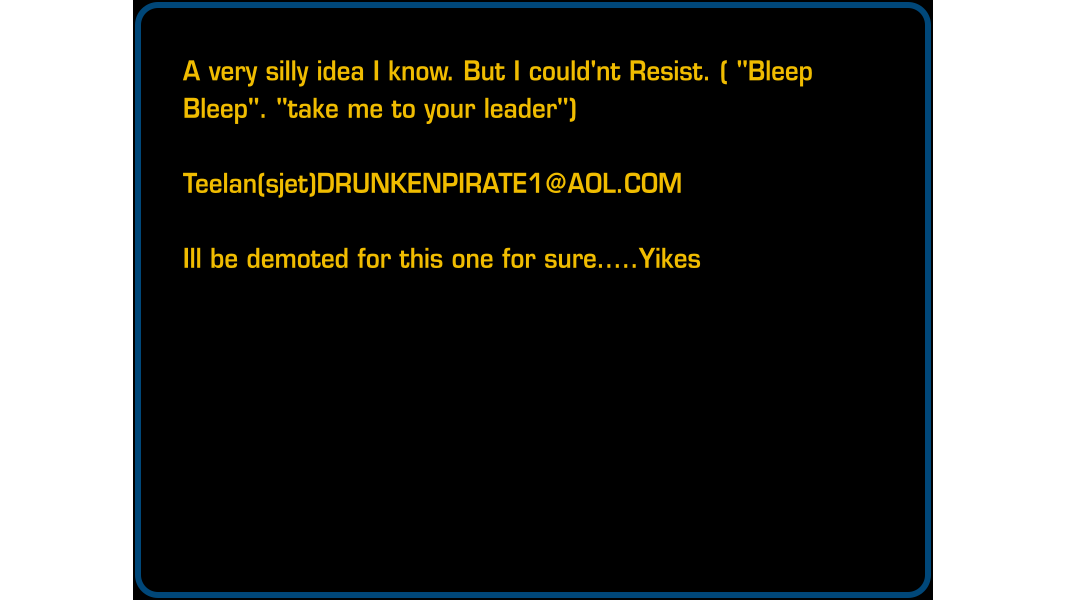 A very silly idea I know. But I could'nt Resist. ( "Bleep
Bleep". "take me to your leader")
Teelan(sjet)DRUNKENPIRATE1@AOL.COM
Ill be demoted for this one for sure.....Yikes